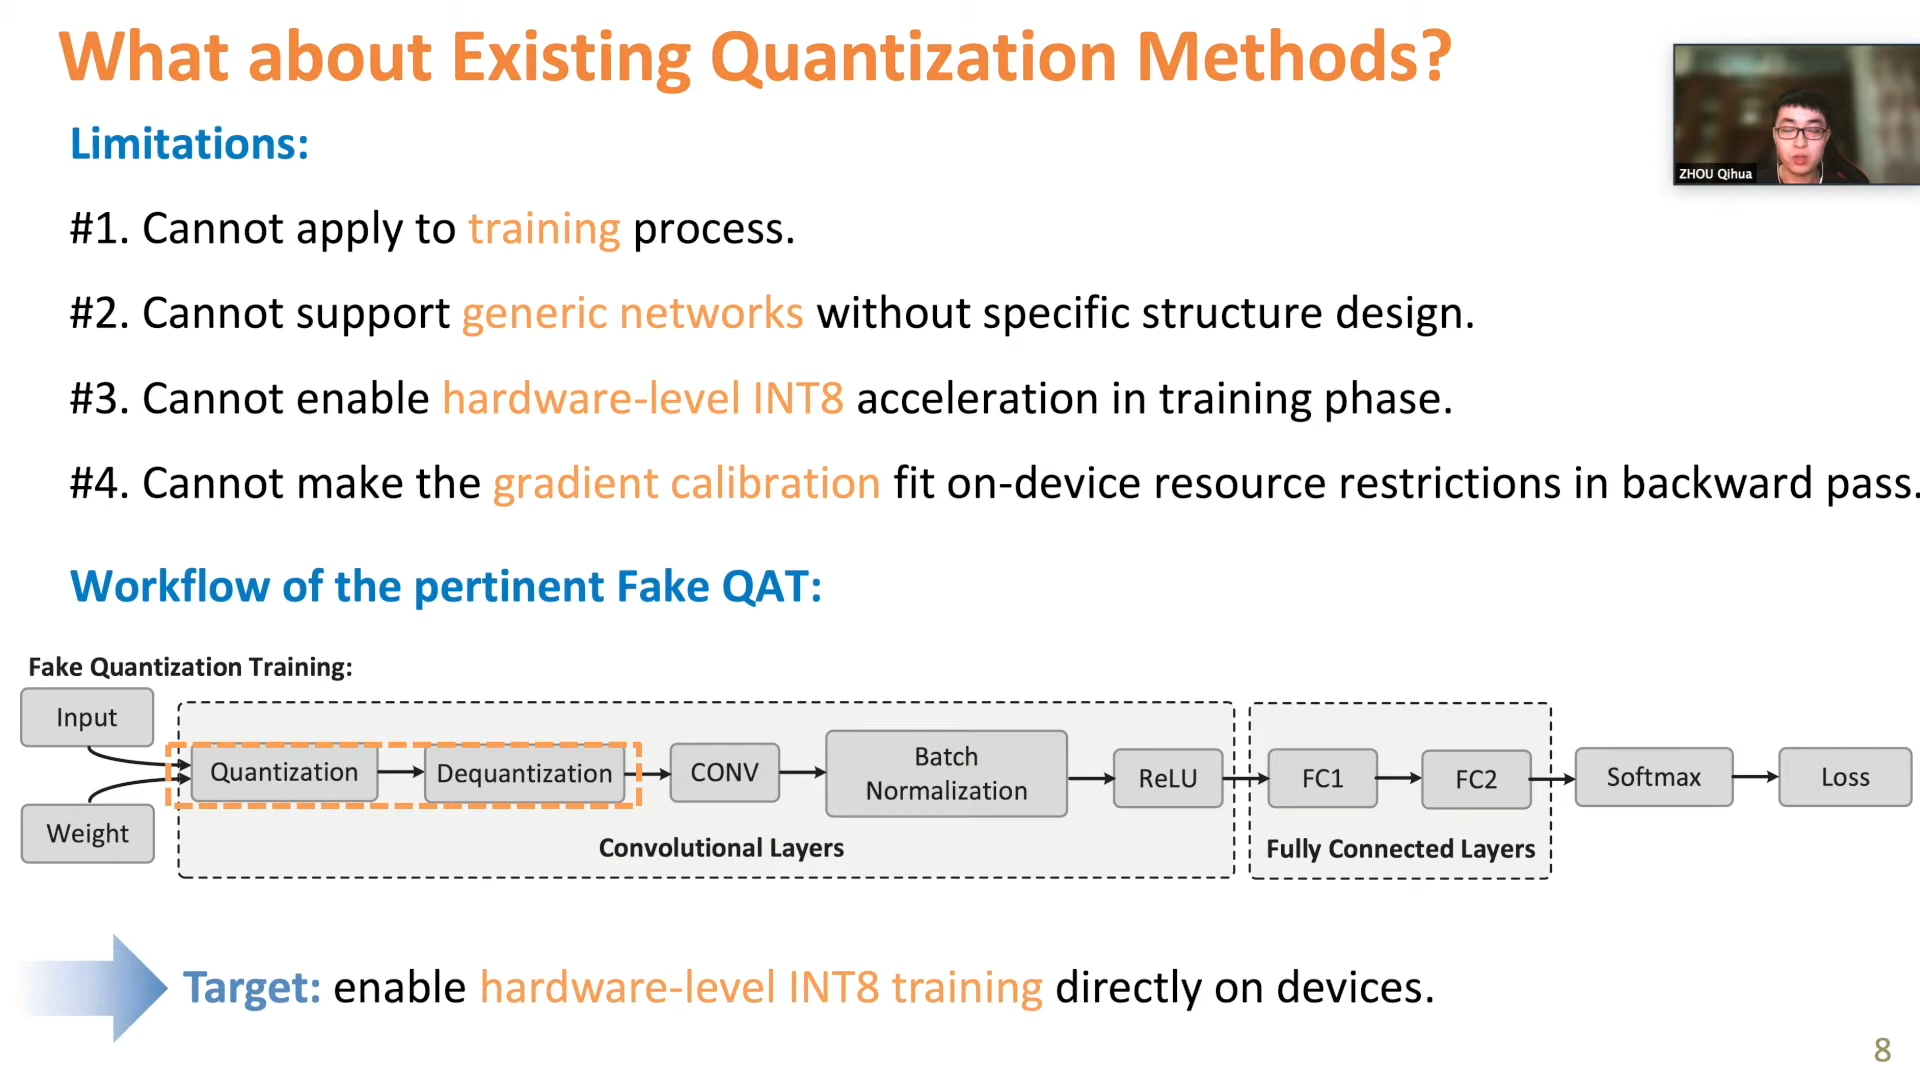 What about Existing Quantization Methods?
ZHOU Qihua
Limitations:
#1. Cannot apply to training process.
#2. Cannot support generic networks without specific structure design.
#3. Cannot enable hardware-level INT8 acceleration in training phase.
#4. Cannot make the gradient calibration fit on-device resource restrictions in backward pass.
Workflow of the pertinent Fake QAT:
Fake Quantization Training:
Input
Weight
Quantization
Dequantization
CONV
Batch
Normalization
ReLU
Convolutional Layers
FC1
FC2
Fully Connected Layers
Softmax
Loss
Target: enable hardware-level INT8 training directly on devices.
8